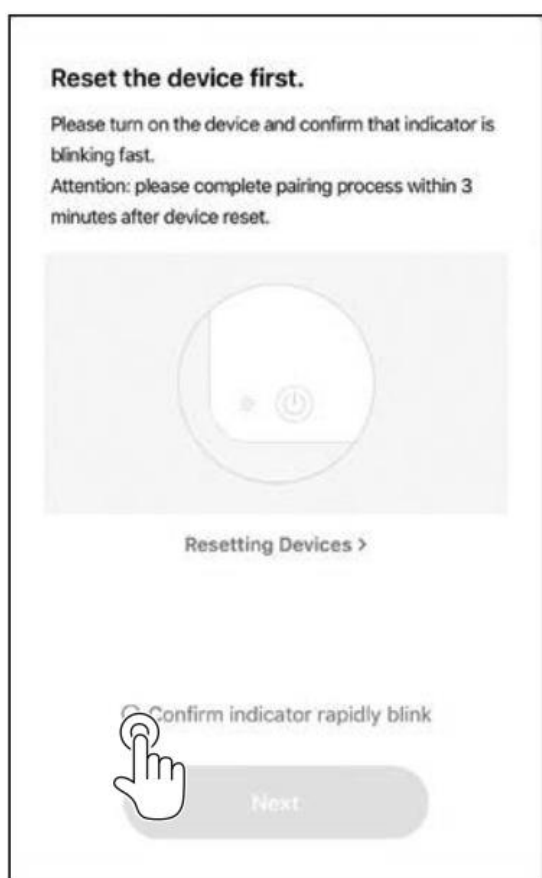 Reset the device first.
Please turn on the device and confirm that indicator is
blinking fast.
Attention: please complete pairing process within 3
minutes after device reset.
Resetting Devices >
Confirm indicator rapidly blink
Next